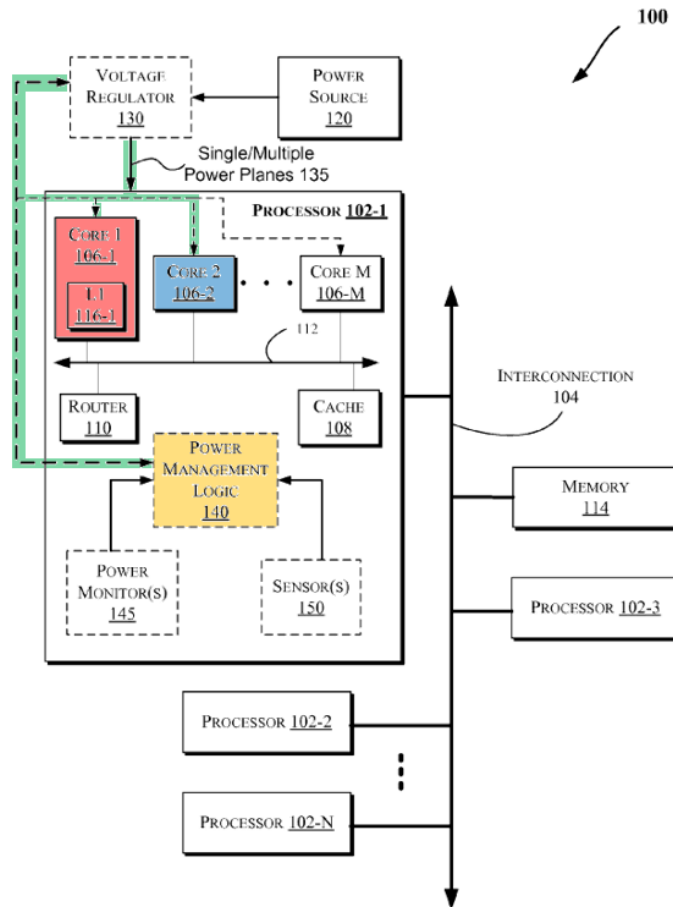 100
VOLTAGE
REGULATOR
130
POWER
SOURCE
120
Single/Multiple
Power Planes 135
PROCESSOR 102-1
CORE 1
106-1
L1
116-1
CORE 2
106-2
CORE M
106-M
112
ROUTER
110
CACHE
108
INTERCONNECTION
104
POWER
MANAGEMENT
LOGIC
140
MEMORY
114
POWER
MONITOR(S)
145
SENSOR(S)
150
PROCESSOR 102-3
PROCESSOR 102-2
PROCESSOR 102-N